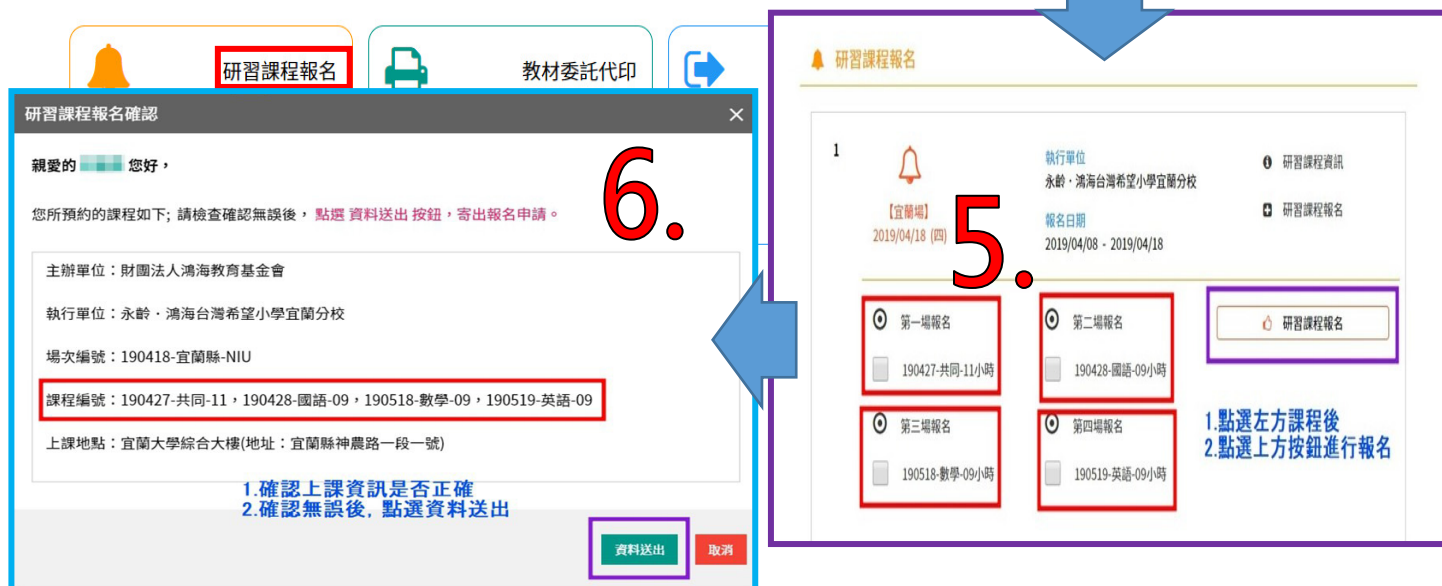 研習課程報名
教材委託代印
研習課程報名確認
×
親愛的 您好，
您所預約的課程如下; 請檢查確認無誤後， 點選 資料送出 按鈕，寄出報名申請。
6.
主辦單位：財團法人鴻海教育基金會
執行單位：永齡・鴻海台灣希望小學宜蘭分校
場次編號：190418-宜蘭縣-NIU
課程編號：190427-共同-11，190428-國語-09，190518-數學-09，190519-英語-09
上課地點：宜蘭大學綜合大樓(地址：宜蘭縣神農路一段一號)
1.確認上課資訊是否正確
2.確認無誤後, 點選資料送出
資料送出
取消
研習課程報名
1
【宜蘭場】
2019/04/18 (四)
執行單位
永齡・鴻海台灣希望小學宜蘭分校
報名日期
2019/04/08 - 2019/04/18
研習課程資訊
研習課程報名
5.
第一場報名
190427-共同-11小時
第二場報名
190428-國語-09小時
研習課程報名
第三場報名
190518-數學-09小時
第四場報名
190519-英語-09小時
1.點選左方課程後
2.點選上方按鈕進行報名